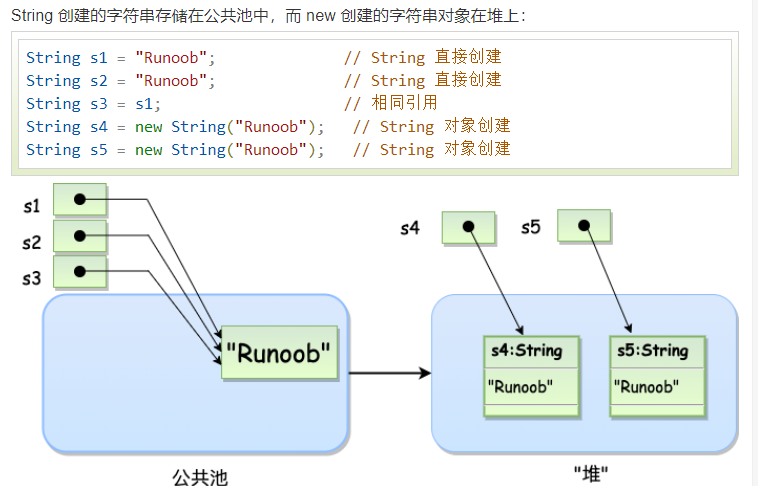 String 创建的字符串存储在公共池中，而 new 创建的字符串对象在堆上：
String s1 = "Runoob";              // String 直接创建
String s2 = "Runoob";              // String 直接创建
String s3 = s1;                    // 相同引用
String s4 = new String("Runoob");   // String 对象创建
String s5 = new String("Runoob");   // String 对象创建
s1
s2
s3
"Runoob"
公共池
s4
s5
s4:String
"Runoob"
s5:String
"Runoob"
"堆"